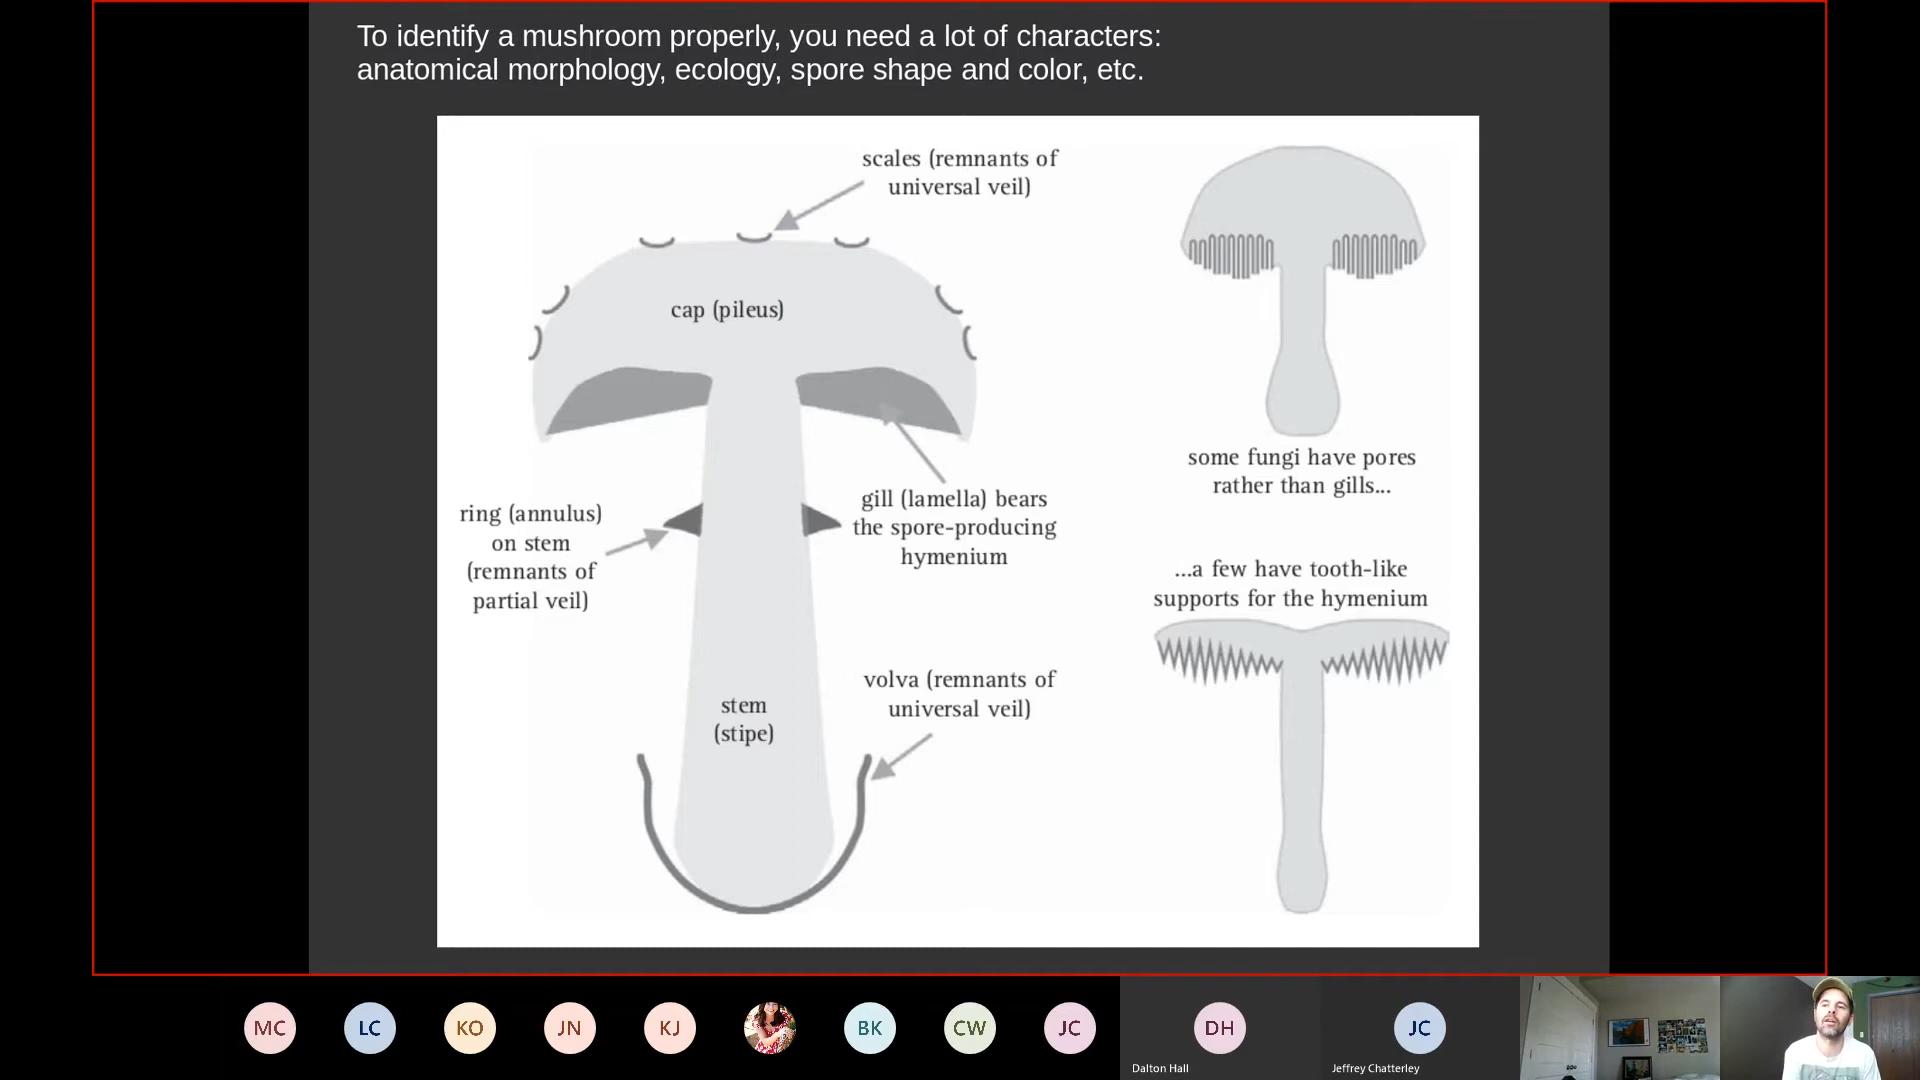 To identify a mushroom properly, you need a lot of characters:
anatomical morphology, ecology, spore shape and color, etc.
scales (remnants of
universal veil)
cap (pileus)
ring (annulus)
on stem
(remnants of
partial veil)
gill (lamella) bears
the spore-producing
hymenium
stem
(stipe)
volva (remnants of
universal veil)
some fungi have pores
rather than gills...
...a few have tooth-like
supports for the hymenium
MC
LC
KO
JN
KJ
BK
CW
JC
DH
JC
Dalton Hall
Jeffrey Chatterley